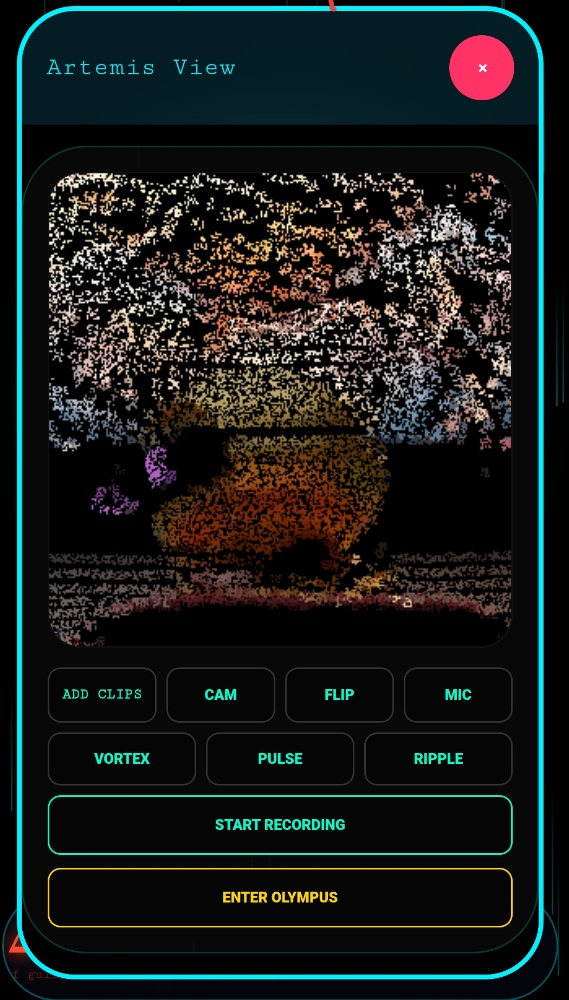 Artemis View
×
ADD CLIPS CAM FLIP MIC
VORTEX PULSE RIPPLE
START RECORDING
ENTER OLYMPUS